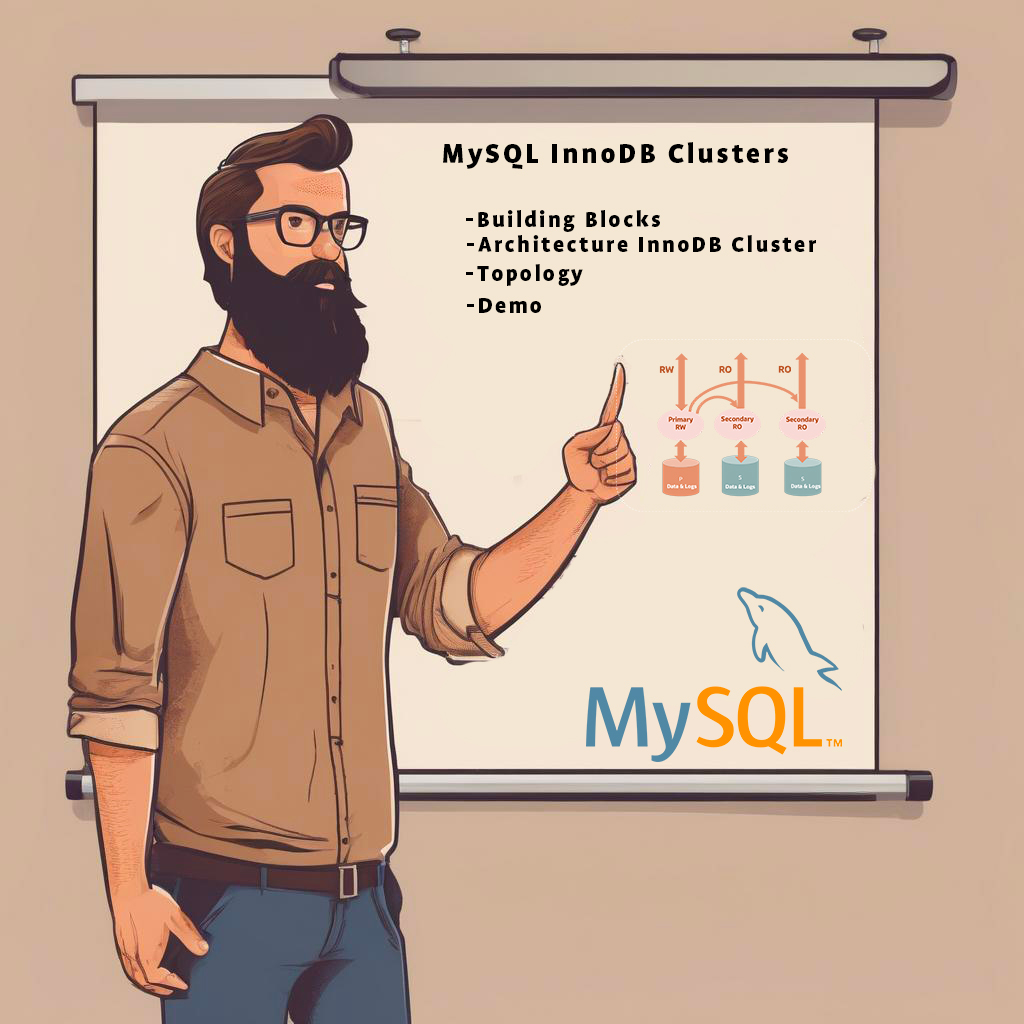 MySQL InnoDB Clusters
-Building Blocks
-Architecture InnoDB Cluster
-Topology
-Demo
RW RO RO
Primary RW
Secondary RO
Secondary RO
P
Data & Logs
S
Data & Logs
S
Data & Logs
MySQL™